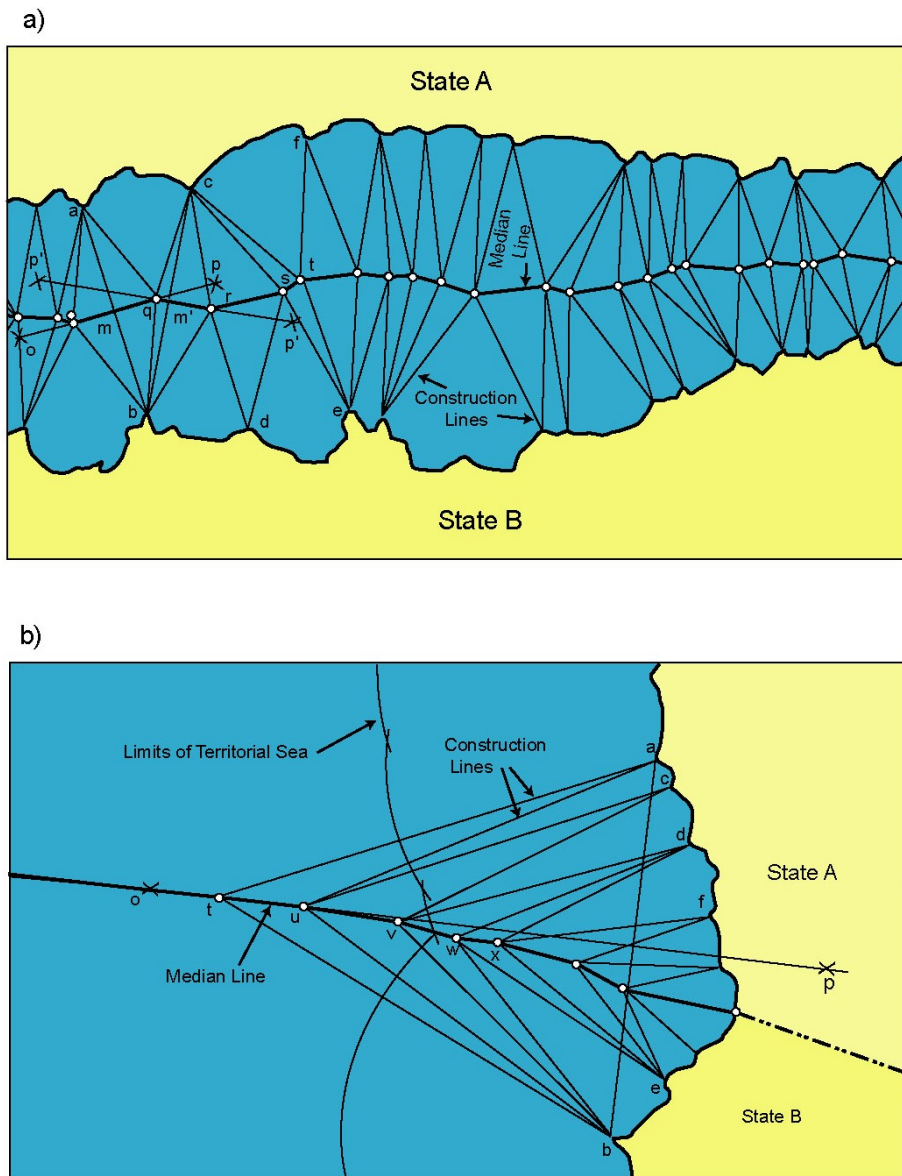 a)
State A
f
c
a
p'
p
Median
Line
s
t
r
m
q
m'
o
p'
b
d
e
Construction
Lines
State B
b)
Limits of Territorial Sea
Construction
Lines
a
c
d
State A
f
o
t
u
v
w
x
Median Line
p
e
State B
b